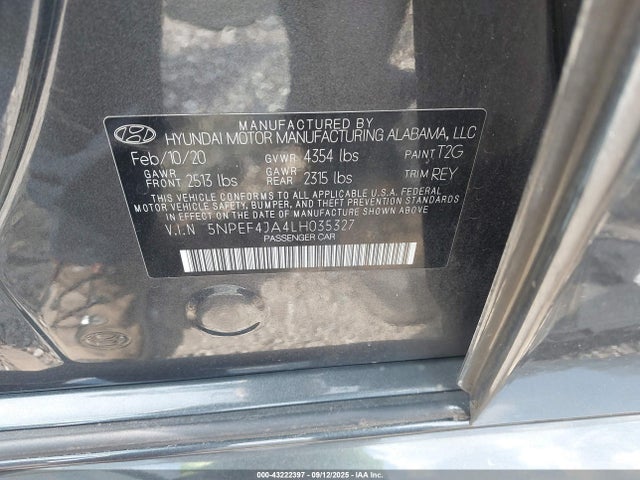 MANUFACTURED BY
HYUNDAI MOTOR MANUFACTURING ALABAMA, LLC
Feb/10/20 GVWR 4354 lbs PAINT T2G
GAWR FRONT 2513 lbs GAWR REAR 2315 lbs TRIM REY
THIS VEHICLE CONFORMS TO ALL APPLICABLE U.S.A. FEDERAL
MOTOR VEHICLE SAFETY, BUMPER, AND THEFT PREVENTION STANDARDS
IN EFFECT ON THE DATE OF MANUFACTURE SHOWN ABOVE.
V.I.N 5NPEF4JA4LH035327
PASSENGER CAR
000-43222397 - 09/12/2025 - IAA Inc.